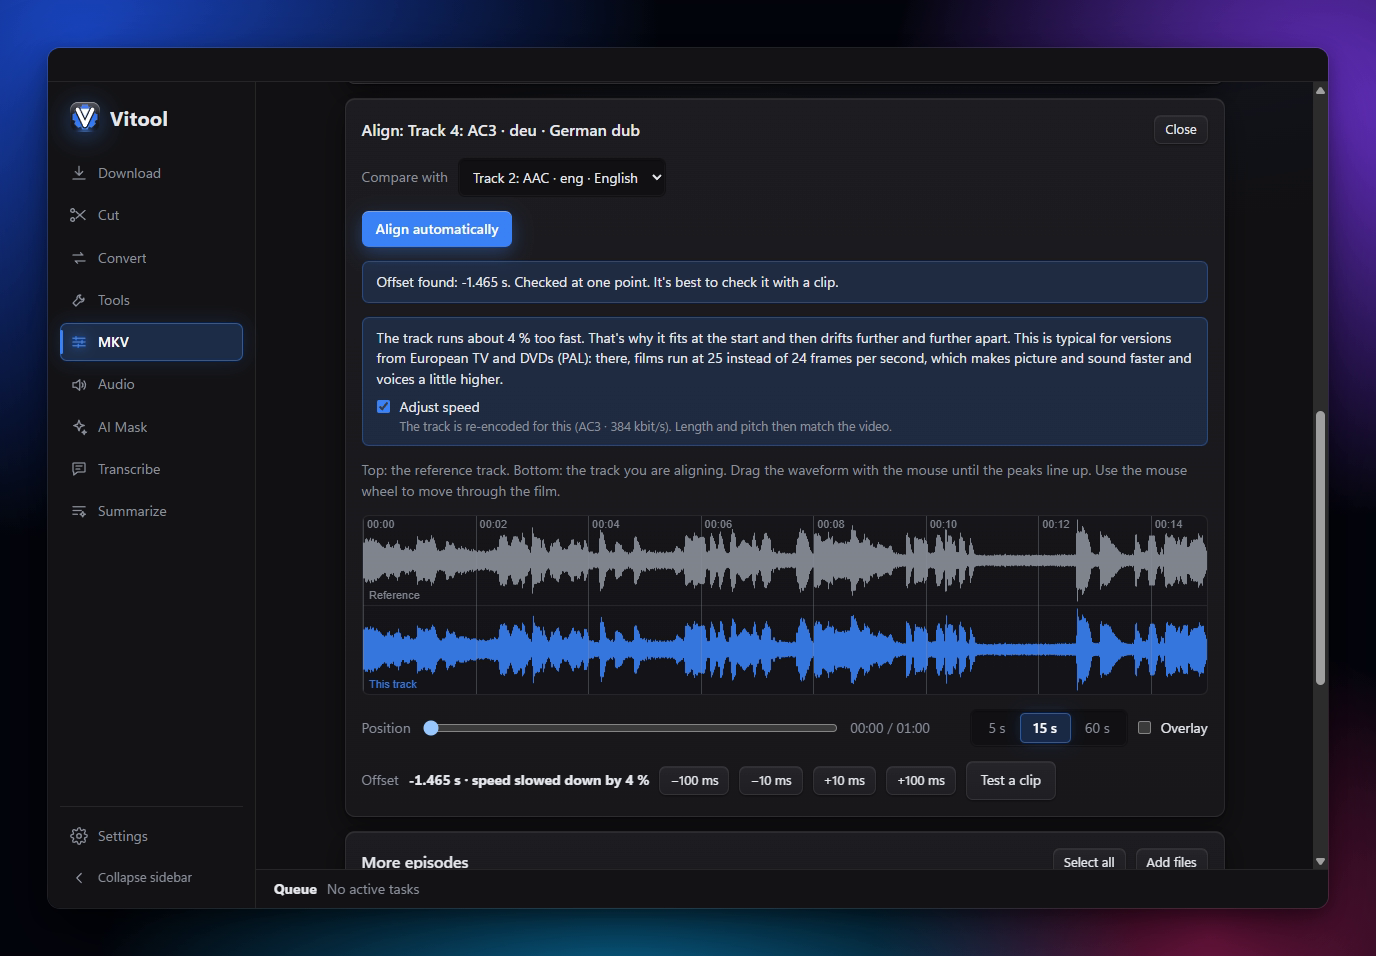 Vitool
Download
Cut
Convert
Tools
MKV
Audio
AI Mask
Transcribe
Summarize
Settings
Collapse sidebar
Align: Track 4: AC3 · deu · German dub
Close
Compare with
Track 2: AAC · eng · English
Align automatically
Offset found: -1.465 s. Checked at one point. It's best to check it with a clip.
The track runs about 4 % too fast. That's why it fits at the start and then drifts further and further apart. This is typical for versions
from European TV and DVDs (PAL): there, films run at 25 instead of 24 frames per second, which makes picture and sound faster and
voices a little higher.
Adjust speed
The track is re-encoded for this (AC3 · 384 kbit/s). Length and pitch then match the video.
Top: the reference track. Bottom: the track you are aligning. Drag the waveform with the mouse until the peaks line up. Use the mouse
wheel to move through the film.
00:00 00:02 00:04 00:06 00:08 00:10 00:12 00:14
Reference
This track
Position 00:00 / 01:00 5 s 15 s 60 s Overlay
Offset -1.465 s · speed slowed down by 4 % −100 ms −10 ms +10 ms +100 ms Test a clip
More episodes Select all Add files
Queue No active tasks